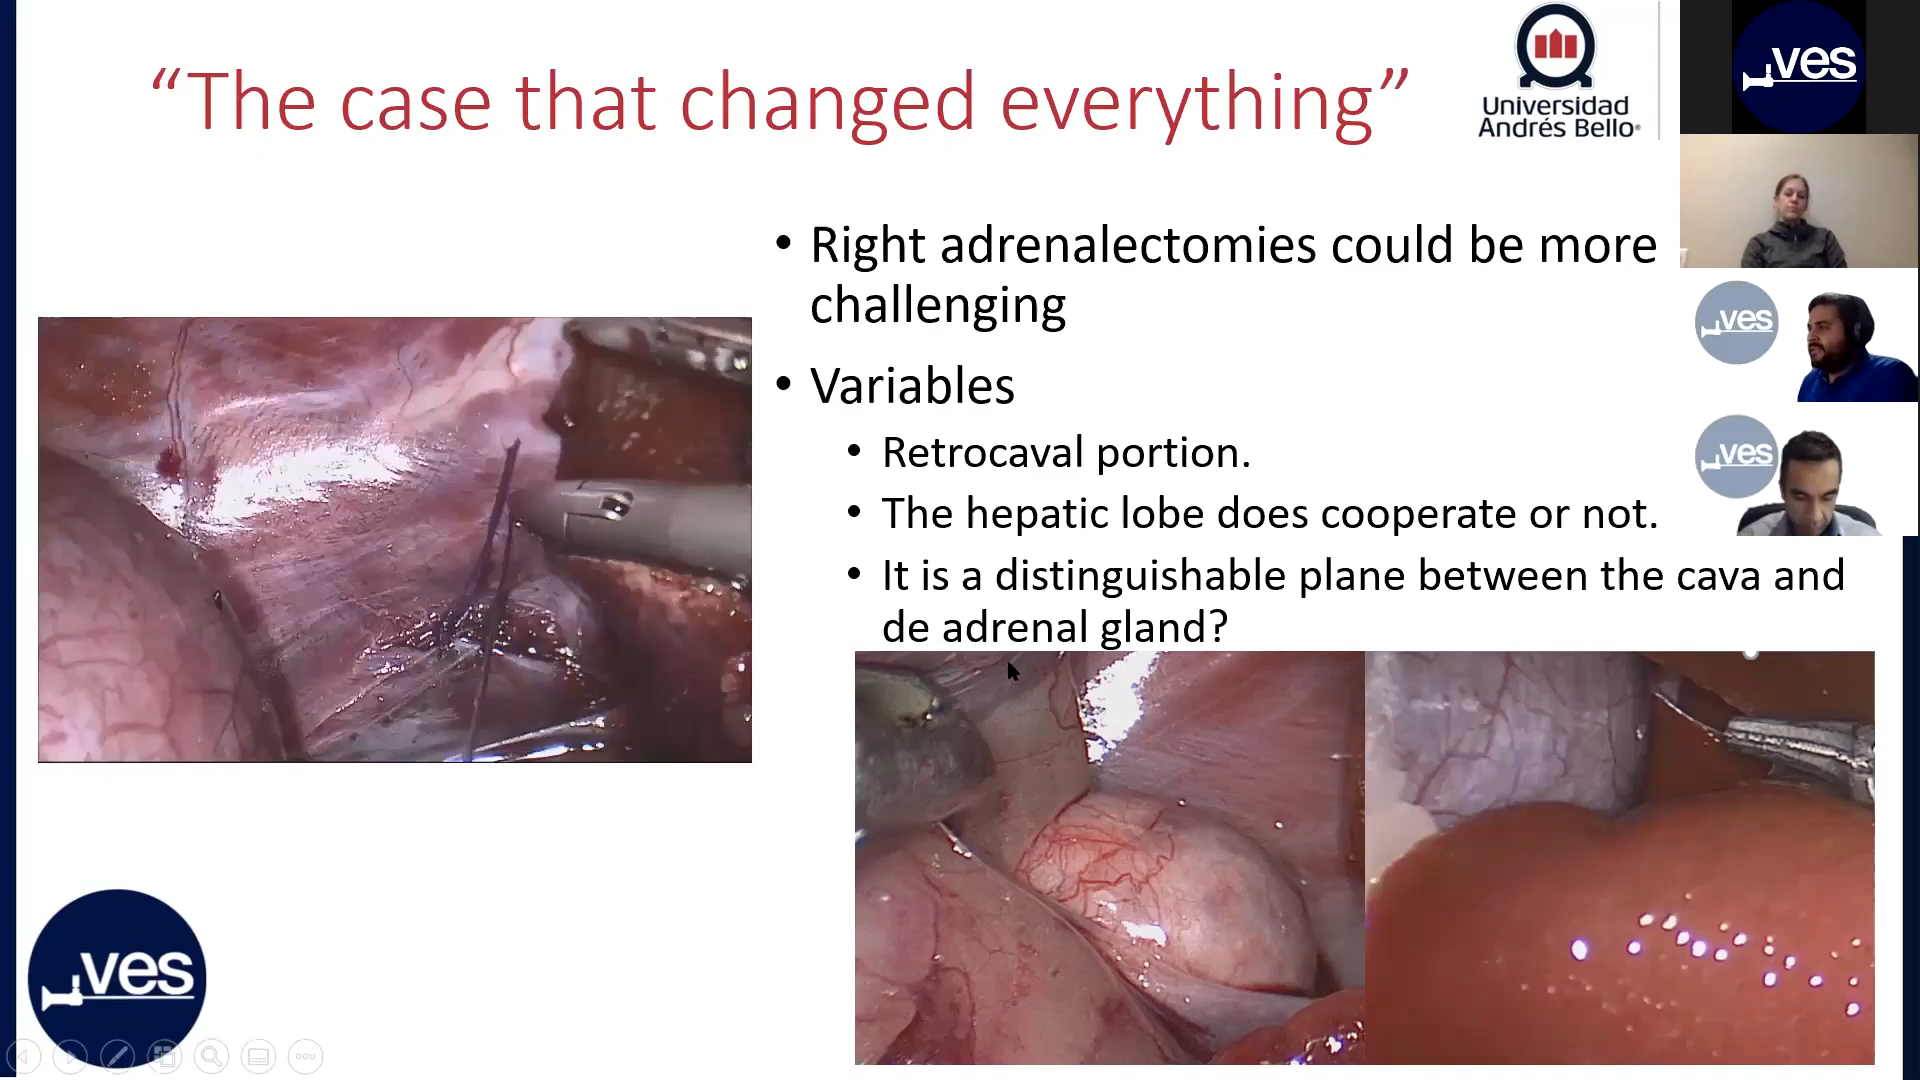 “The case that changed everything”
Universidad
Andrés Bello
ves
• Right adrenalectomies could be more
challenging
• Variables
• Retrocaval portion.
• The hepatic lobe does cooperate or not.
• It is a distinguishable plane between the cava and
de adrenal gland?
ves
ves
ves